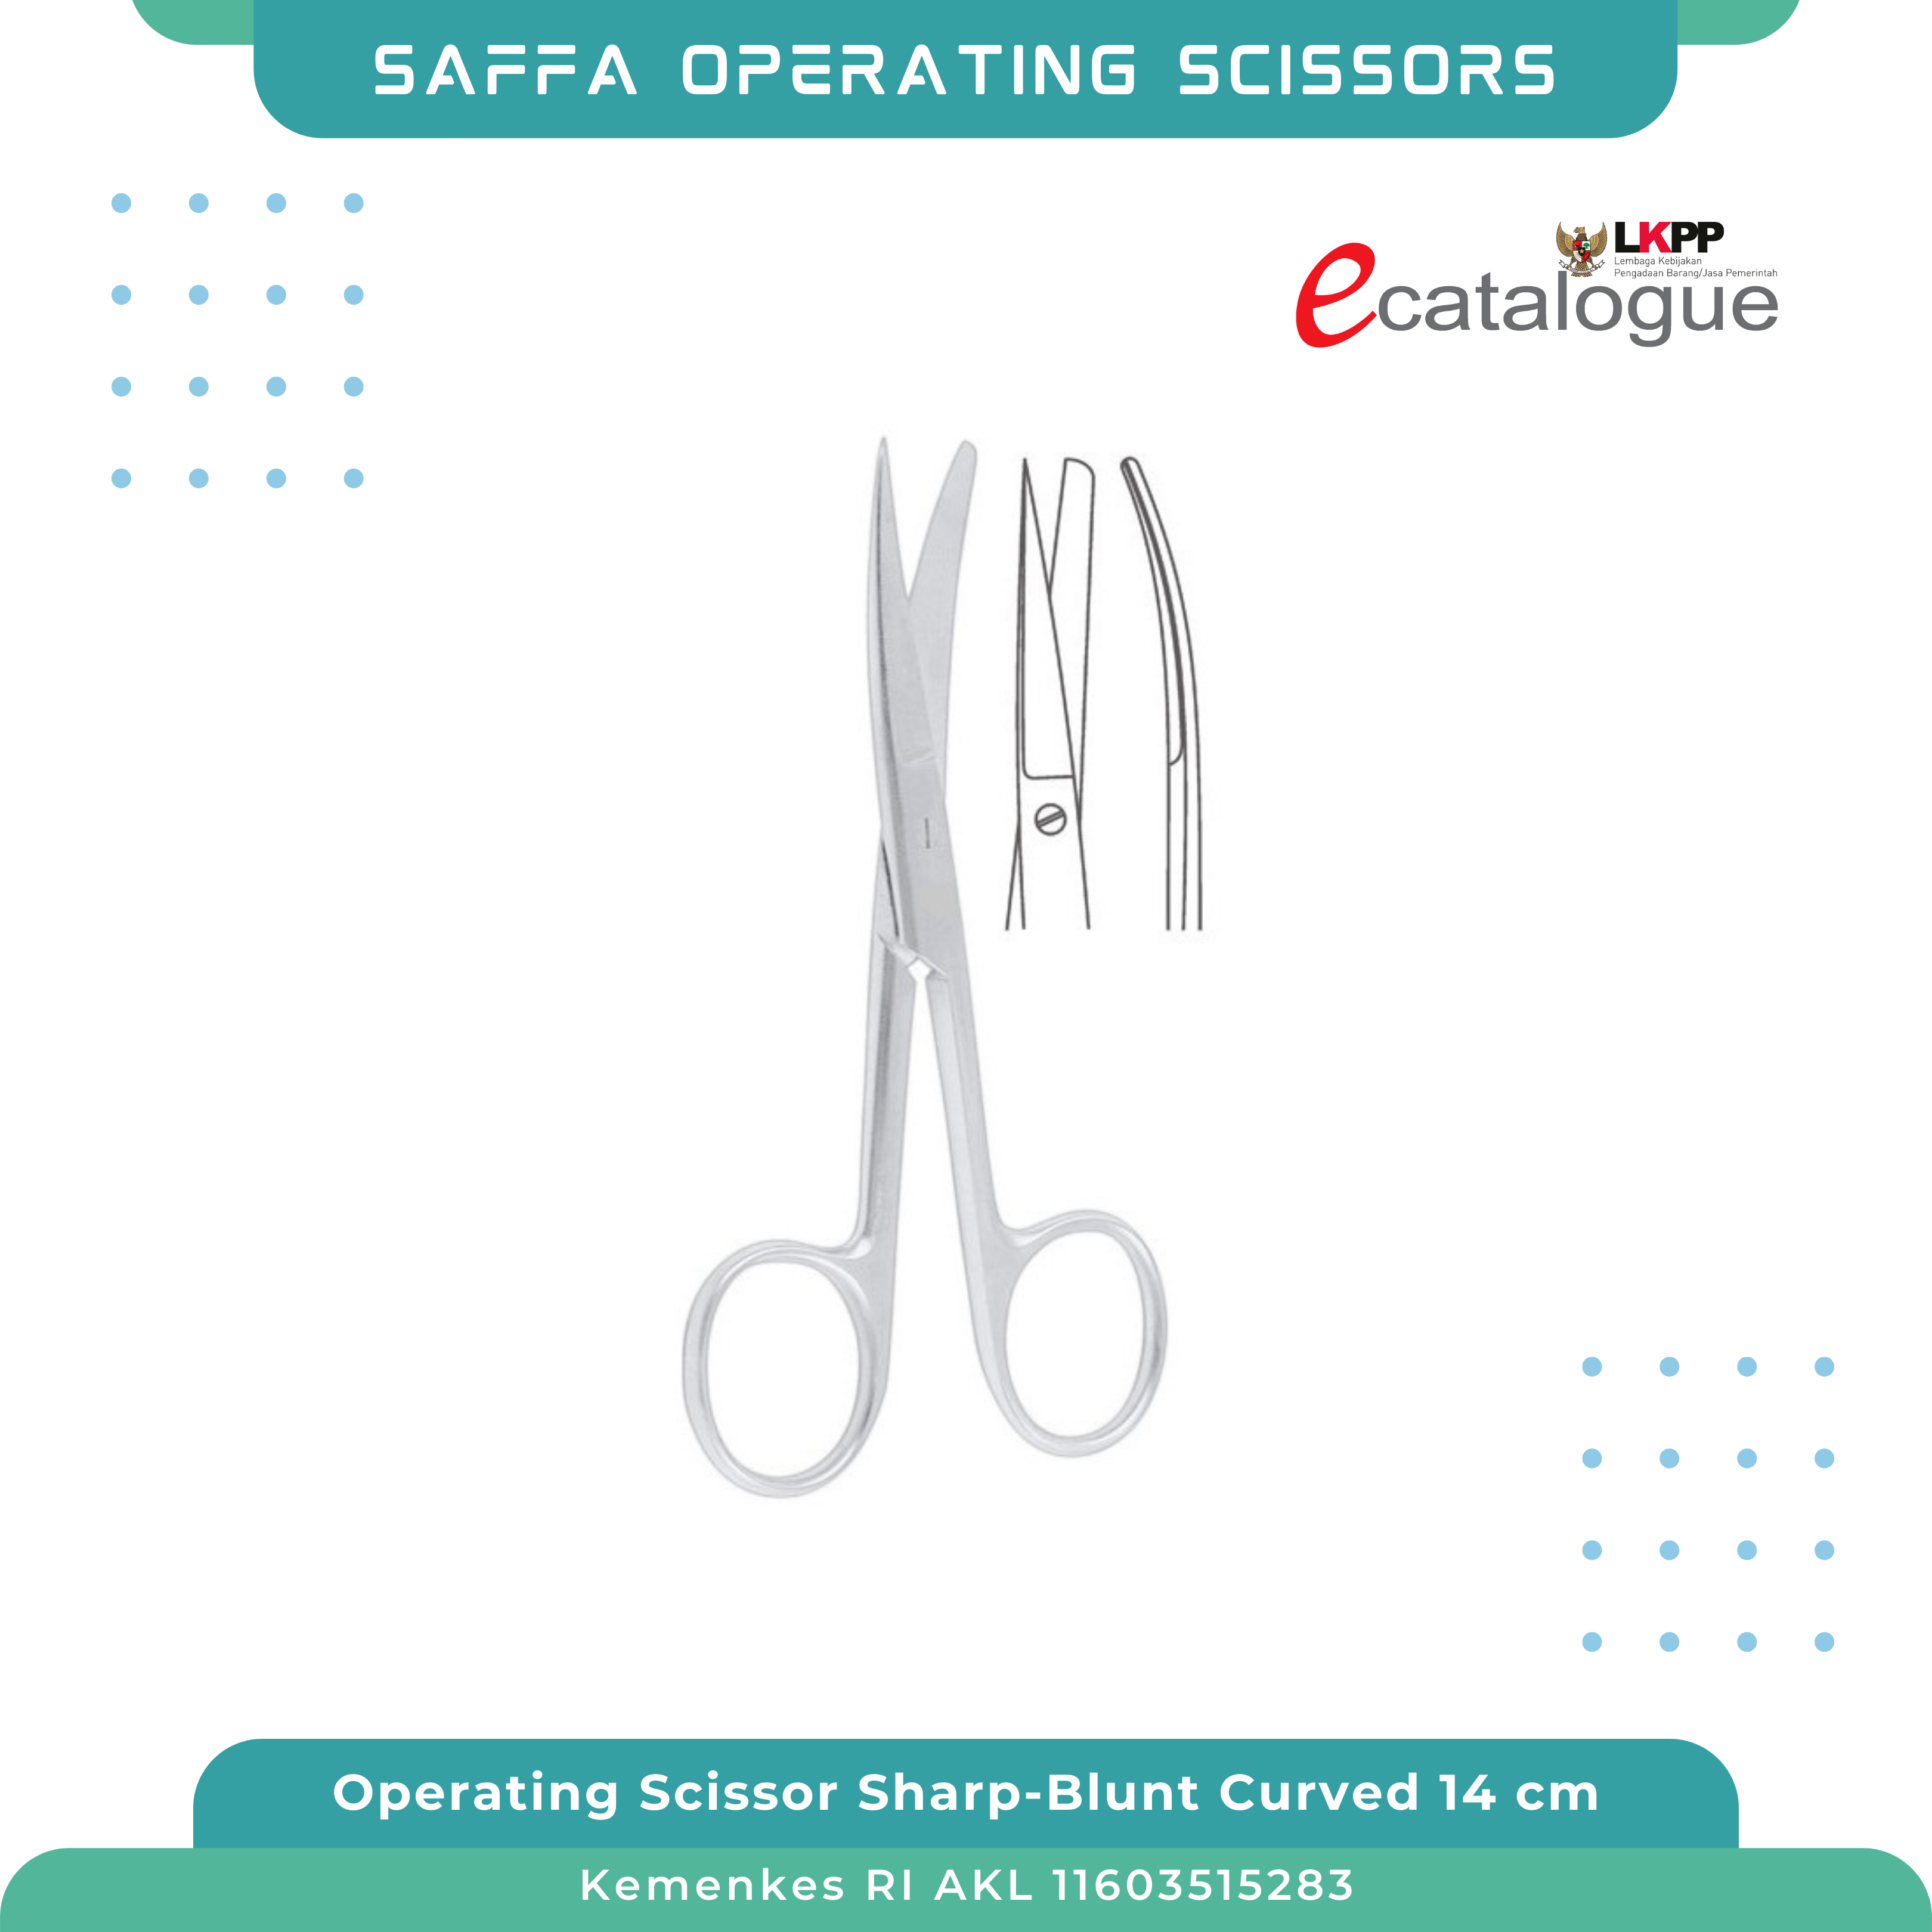 SAFFA OPERATING SCISSORS
LKPP
Lembaga Kebijakan
Pengadaan Barang/Jasa Pemerintah
ecatalogue
Operating Scissor Sharp-Blunt Curved 14 cm
Kemenkes RI AKL 11603515283